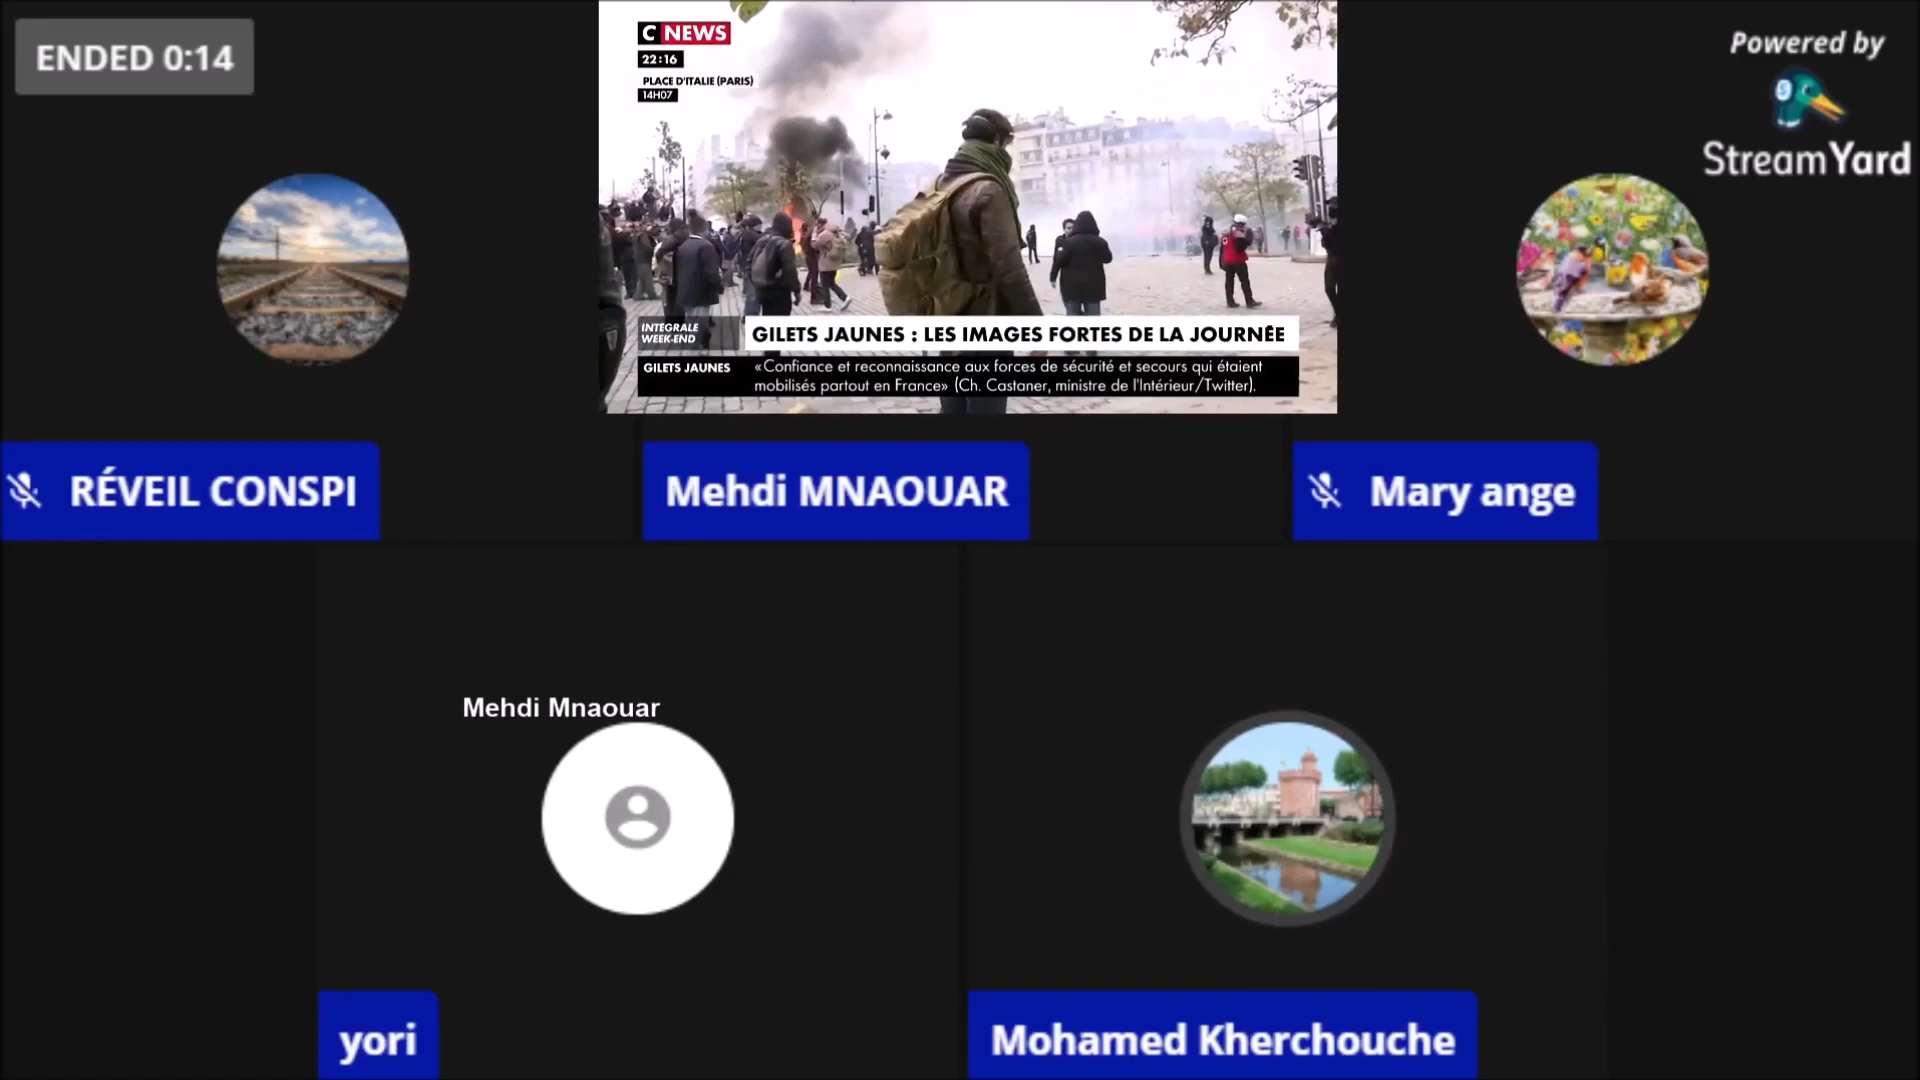 ENDED 0:14
C NEWS
22:16
PLACE D'ITALIE (PARIS)
14H07
INTEGRALE
WEEK-END
GILETS JAUNES : LES IMAGES FORTES DE LA JOURNÉE
GILETS JAUNES
«Confiance et reconnaissance aux forces de sécurité et secours qui étaient
mobilisés partout en France» (Ch. Castaner, ministre de l'Intérieur/Twitter).
Powered by
StreamYard
RÉVEIL CONSPI
Mehdi MNAOUAR
Mary ange
Mehdi Mnaouar
yori
Mohamed Kherchouche